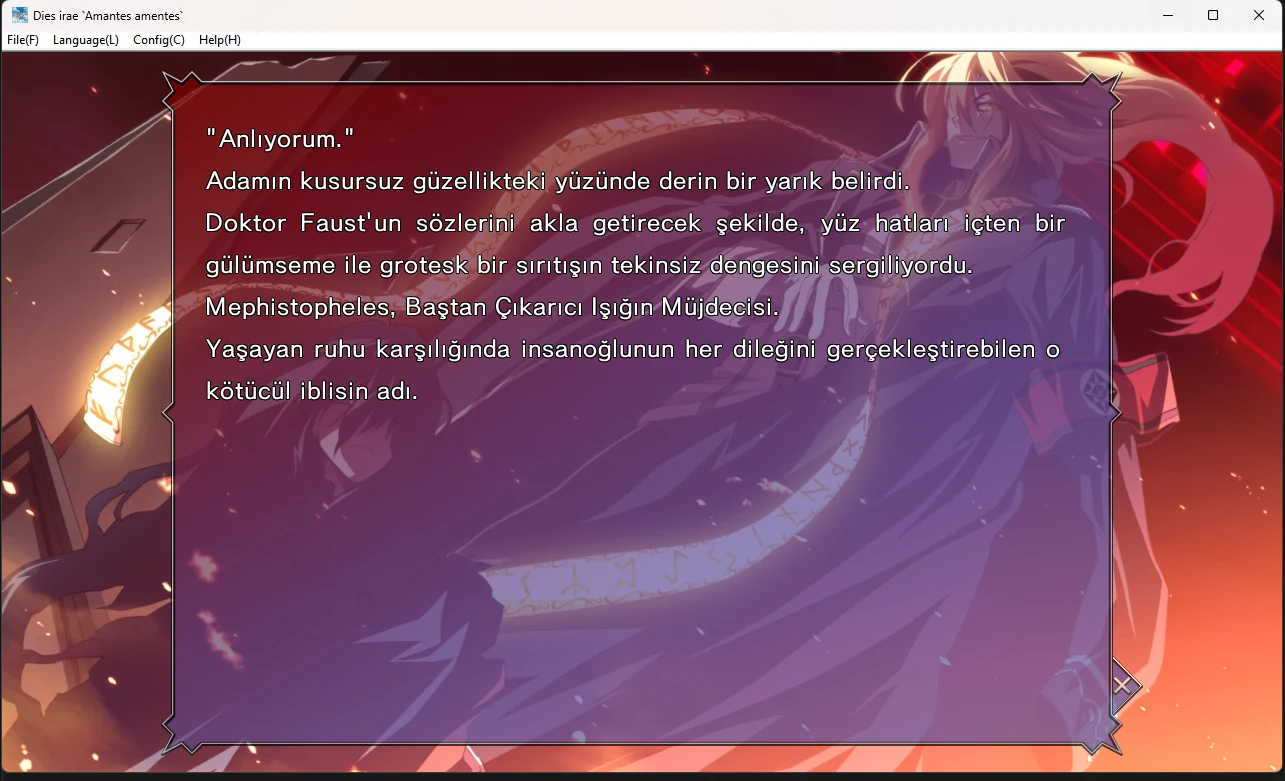 Dies irae `Amantes amentes`
File(F) Language(L) Config(C) Help(H)
"Anlıyorum."
Adamın kusursuz güzellikteki yüzünde derin bir yarık belirdi.
Doktor Faust'un sözlerini akla getirecek şekilde, yüz hatları içten bir
gülümseme ile grotesk bir sırıtışın tekinsiz dengesini sergiliyordu.
Mephistopheles, Baştan Çıkarıcı Işığın Müjdecisi.
Yaşayan ruhu karşılığında insanoğlunun her dileğini gerçekleştirebilen o
kötücül iblisin adı.